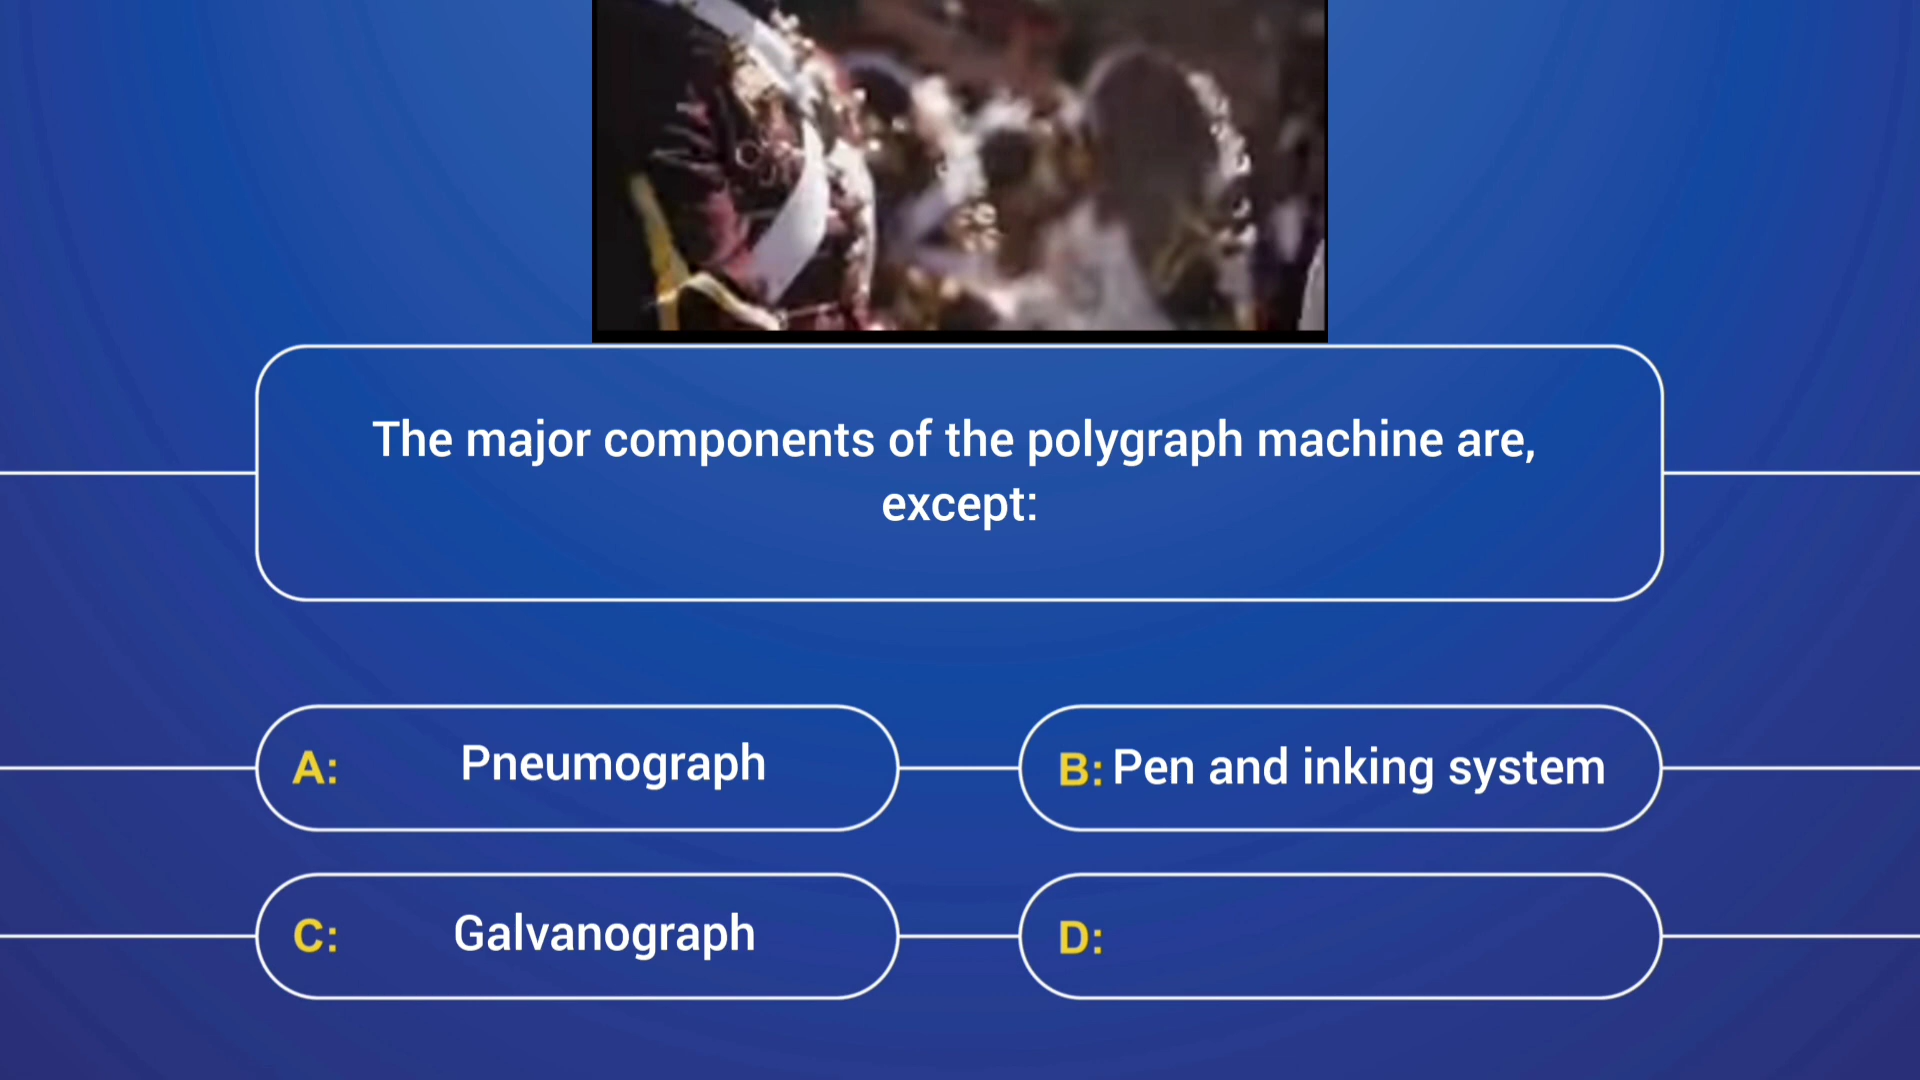 The major components of the polygraph machine are,
except:
A: Pneumograph
B: Pen and inking system
C: Galvanograph
D: